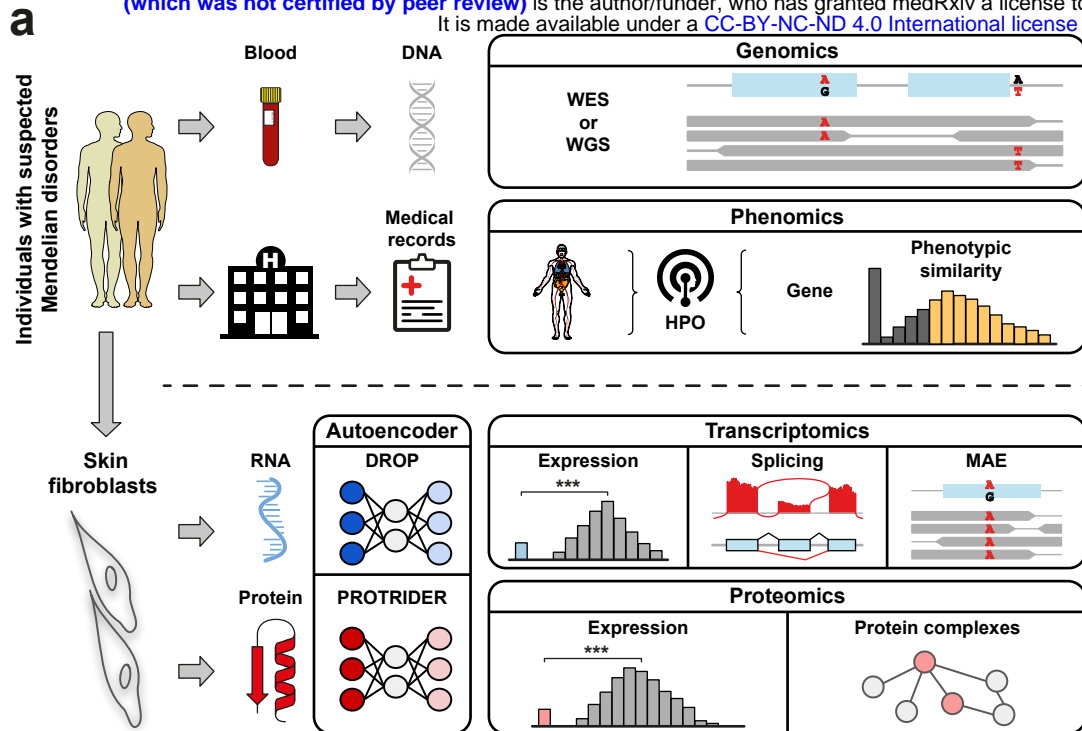 (which was not certified by peer review) is the author/funder, who has granted medRxiv a license to
It is made available under a CC-BY-NC-ND 4.0 International license
a
Individuals with suspected
Mendelian disorders
Blood
DNA
Genomics
WES
or
WGS
A
G
A
T
A
A
T
T
H
Medical
records
Phenomics
HPO
Gene
Phenotypic
similarity
Skin
fibroblasts
RNA
Protein
Autoencoder
DROP
PROTRIDER
Transcriptomics
Expression
***
Splicing
MAE
A
G
A
A
A
A
Proteomics
Expression
***
Protein complexes